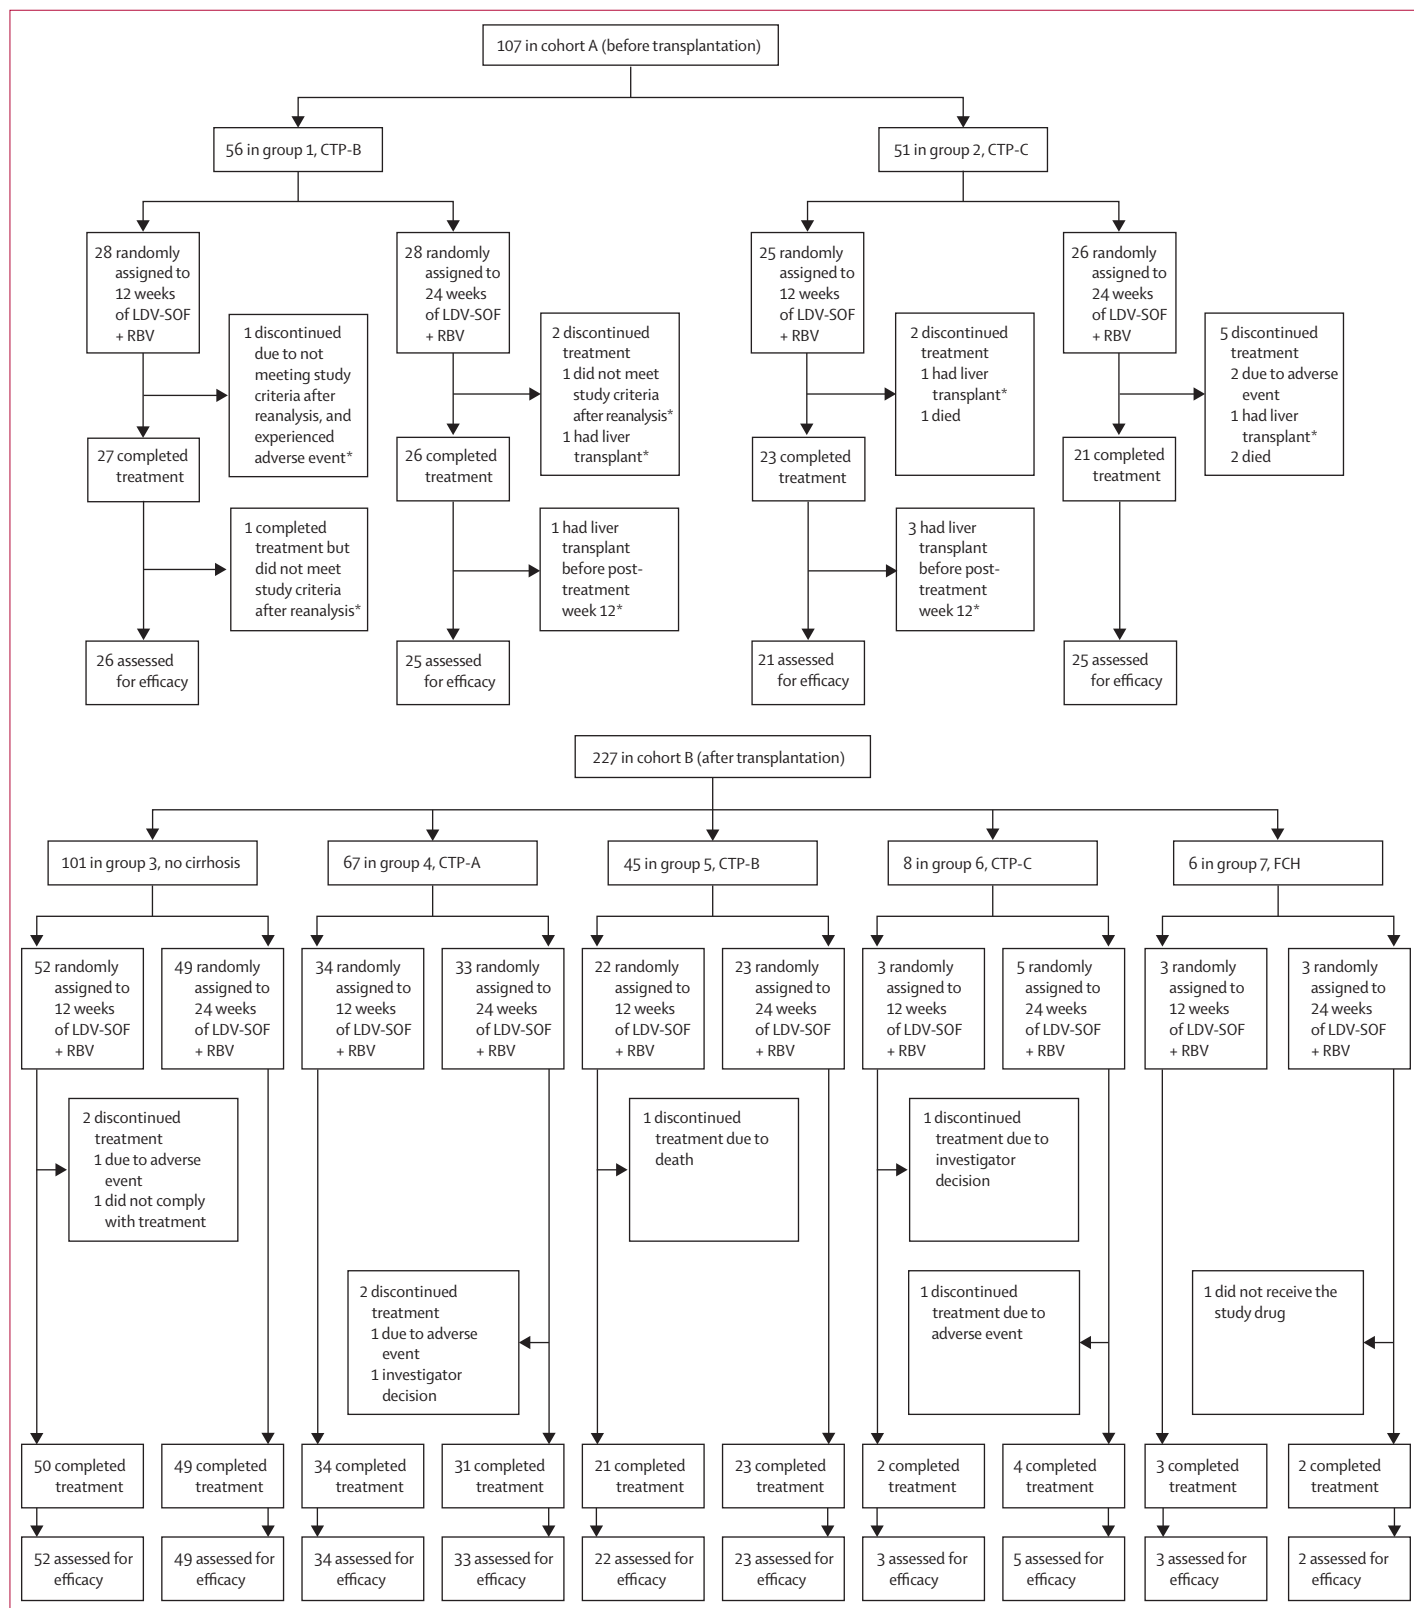 107 in cohort A (before transplantation)
56 in group 1, CTP-B
51 in group 2, CTP-C
28 randomly
assigned to
12 weeks
of LDV-SOF
+ RBV
28 randomly
assigned to
24 weeks
of LDV-SOF
+ RBV
25 randomly
assigned to
12 weeks
of LDV-SOF
+ RBV
26 randomly
assigned to
24 weeks
of LDV-SOF
+ RBV
1 discontinued
due to not
meeting study
criteria after
reanalysis, and
experienced
adverse event*
2 discontinued
treatment
1 did not meet
study criteria
after reanalysis*
1 had liver
transplant*
2 discontinued
treatment
1 had liver
transplant*
1 died
5 discontinued
treatment
2 due to adverse
event
1 had liver
transplant*
2 died
27 completed
treatment
26 completed
treatment
23 completed
treatment
21 completed
treatment
1 completed
treatment but
did not meet
study criteria
after reanalysis*
1 had liver
transplant
before post-
treatment
week 12*
3 had liver
transplant
before post-
treatment
week 12*
26 assessed
for efficacy
25 assessed
for efficacy
21 assessed
for efficacy
25 assessed
for efficacy
227 in cohort B (after transplantation)
101 in group 3, no cirrhosis
67 in group 4, CTP-A
45 in group 5, CTP-B
8 in group 6, CTP-C
6 in group 7, FCH
52 randomly
assigned to
12 weeks
of LDV-SOF
+ RBV
49 randomly
assigned to
24 weeks
of LDV-SOF
+ RBV
34 randomly
assigned to
12 weeks
of LDV-SOF
+ RBV
33 randomly
assigned to
24 weeks
of LDV-SOF
+ RBV
22 randomly
assigned to
12 weeks
of LDV-SOF
+ RBV
23 randomly
assigned to
24 weeks
of LDV-SOF
+ RBV
3 randomly
assigned to
12 weeks
of LDV-SOF
+ RBV
5 randomly
assigned to
24 weeks
of LDV-SOF
+ RBV
3 randomly
assigned to
12 weeks
of LDV-SOF
+ RBV
3 randomly
assigned to
24 weeks
of LDV-SOF
+ RBV
2 discontinued
treatment
1 due to adverse
event
1 did not comply
with treatment
1 discontinued
treatment due to
death
1 discontinued
treatment due to
investigator
decision
2 discontinued
treatment
1 due to adverse
event
1 investigator
decision
1 discontinued
treatment due to
adverse event
1 did not receive the
study drug
50 completed
treatment
49 completed
treatment
34 completed
treatment
31 completed
treatment
21 completed
treatment
23 completed
treatment
2 completed
treatment
4 completed
treatment
3 completed
treatment
2 completed
treatment
52 assessed for
efficacy
49 assessed for
efficacy
34 assessed for
efficacy
33 assessed for
efficacy
22 assessed for
efficacy
23 assessed for
efficacy
3 assessed for
efficacy
5 assessed for
efficacy
3 assessed for
efficacy
2 assessed for
efficacy